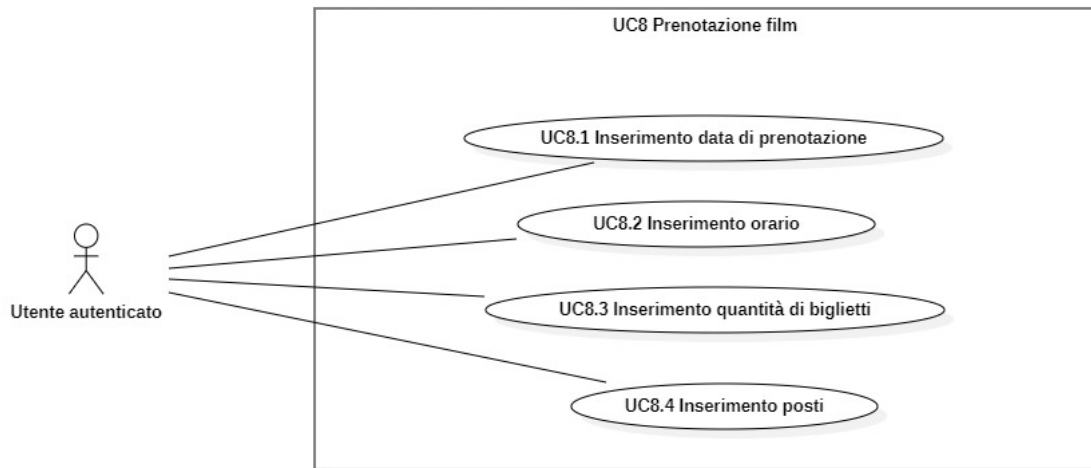 UC8 Prenotazione film
UC8.1 Inserimento data di prenotazione
UC8.2 Inserimento orario
Utente autenticato
UC8.3 Inserimento quantità di biglietti
UC8.4 Inserimento posti